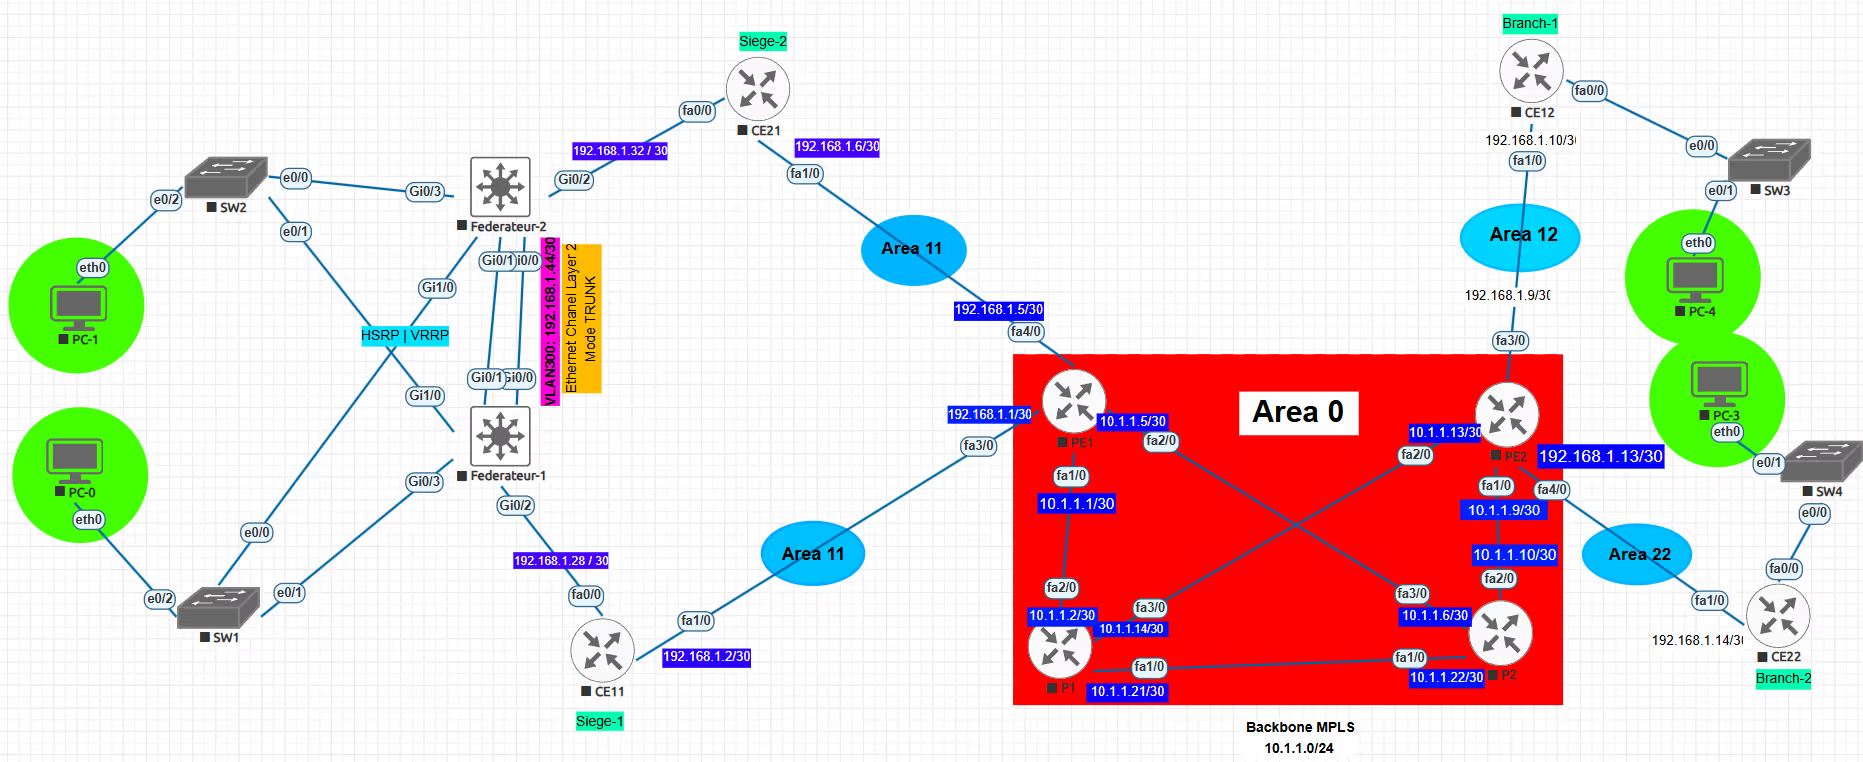 Siege-2
fa0/0
CE21
192.168.1.32 / 30
192.168.1.6/30
fa1/0
Gi0/2
Branch-1
CE12
fa0/0
192.168.1.10/30
fa1/0
e0/0
SW3
e0/1
eth0
PC-4
SW2
e0/0
e0/2
e0/1
Gi0/3
Federateur-2
eth0
PC-1
Gi0/1
i0/0
Gi1/0
HSRP | VRRP
VLAN300: 192.168.1.44/30
Ethernet Chanel Layer 2
Mode TRUNK
Gi0/1
Gi0/0
Gi1/0
Federateur-1
Gi0/3
Gi0/2
PC-0
eth0
e0/0
e0/2
e0/1
SW1
192.168.1.28 / 30
fa0/0
fa1/0
192.168.1.2/30
CE11
Siege-1
Area 11
Area 11
192.168.1.5/30
fa4/0
192.168.1.1/30
fa3/0
PE1
10.1.1.5/30
fa2/0
fa1/0
10.1.1.1/30
Area 0
Area 12
192.168.1.9/30
fa3/0
10.1.1.13/30
fa2/0
PE2
192.168.1.13/30
fa1/0
fa4/0
10.1.1.9/30
10.1.1.10/30
fa2/0
fa2/0
10.1.1.2/30
fa3/0
10.1.1.14/30
fa3/0
10.1.1.6/30
P1
fa1/0
10.1.1.21/30
fa1/0
10.1.1.22/30
P2
Backbone MPLS
10.1.1.0/24
PC-3
eth0
e0/1
SW4
e0/0
Area 22
fa0/0
fa1/0
192.168.1.14/30
CE22
Branch-2